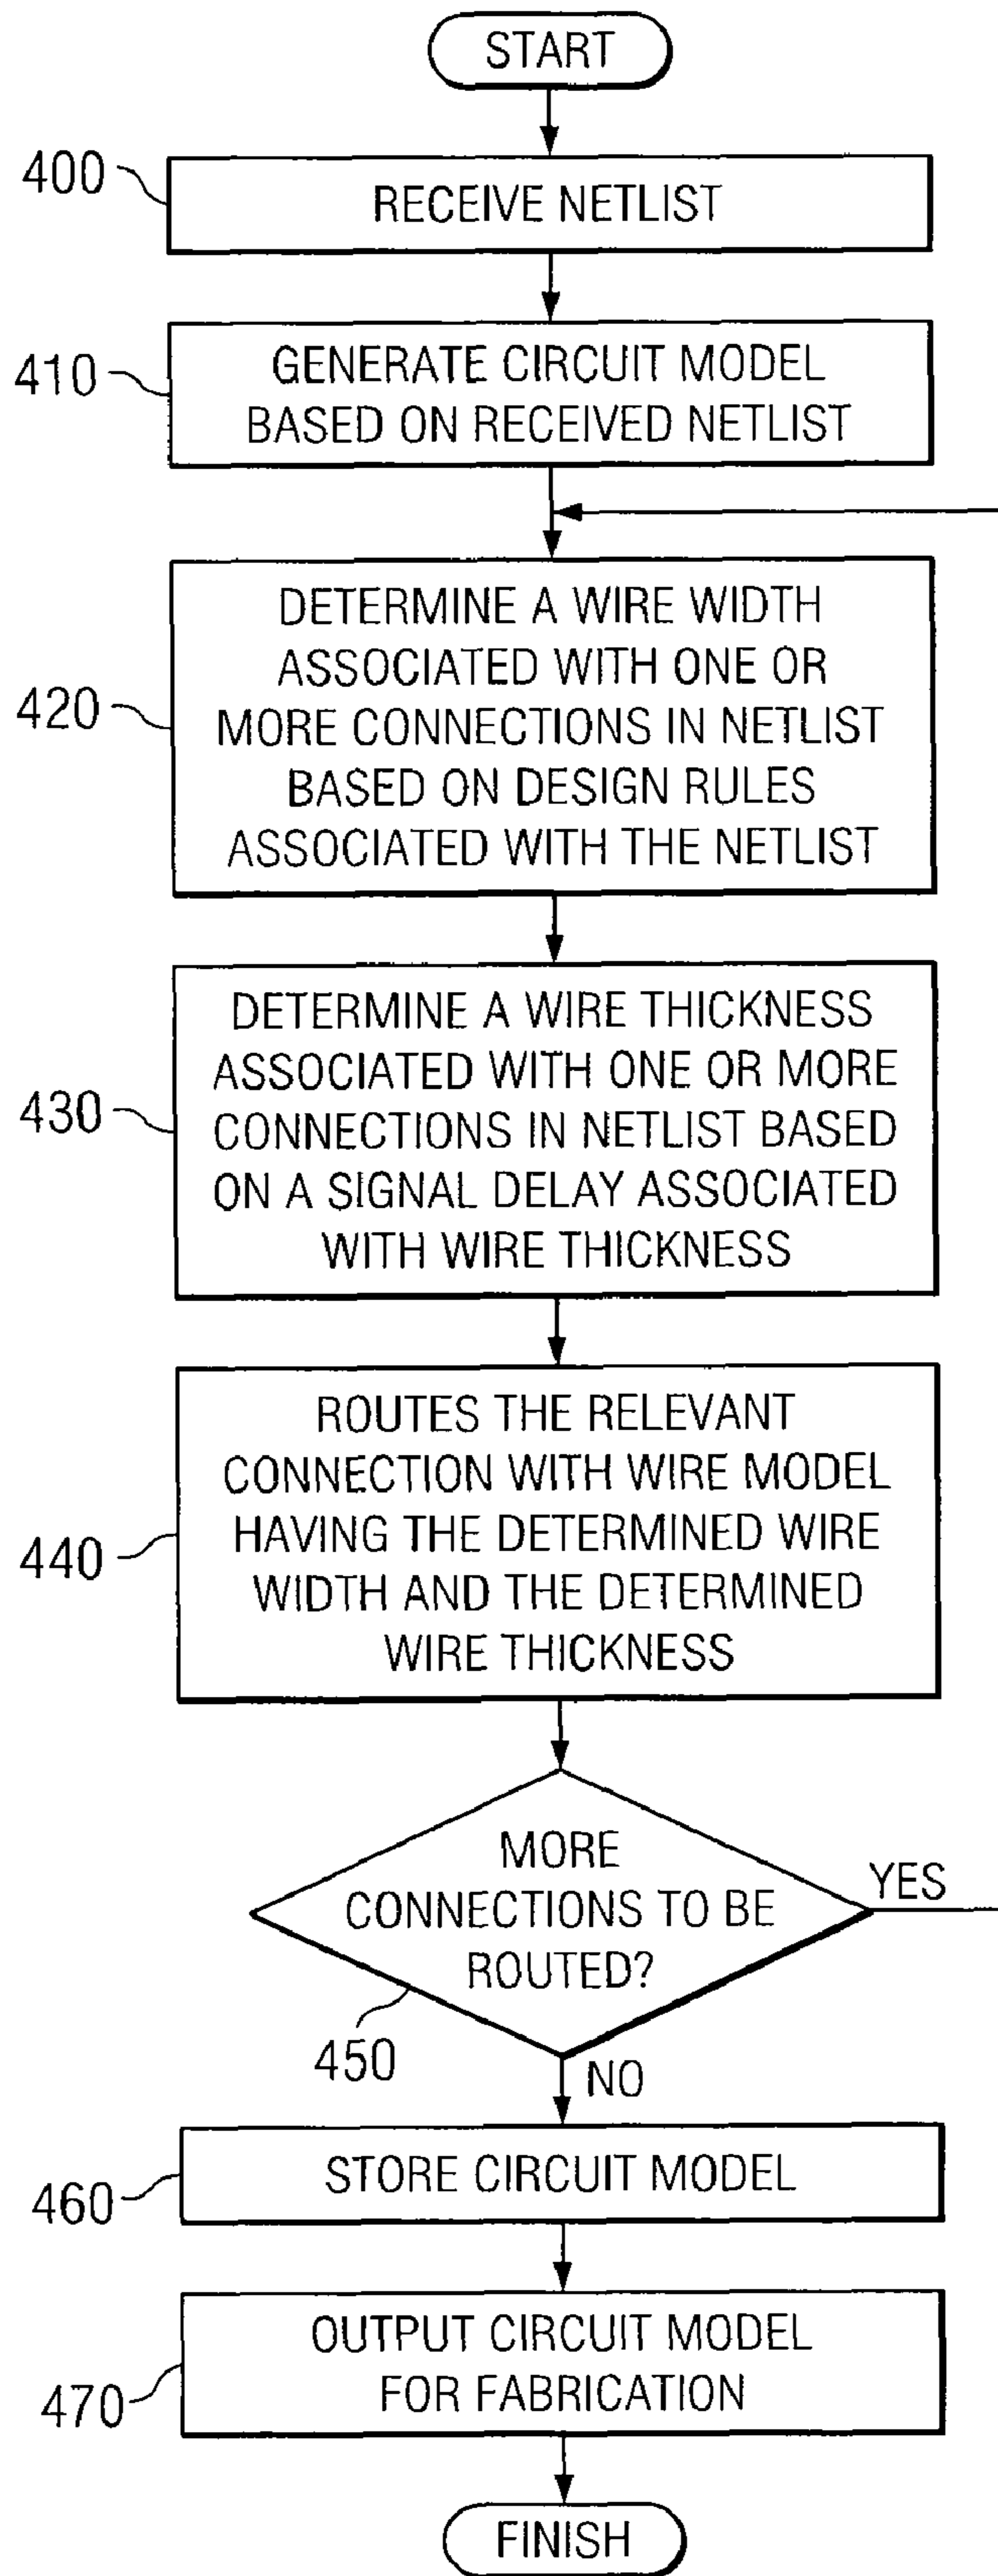 START
400
RECEIVE NETLIST
410
GENERATE CIRCUIT MODEL
BASED ON RECEIVED NETLIST
420
DETERMINE A WIRE WIDTH
ASSOCIATED WITH ONE OR
MORE CONNECTIONS IN NETLIST
BASED ON DESIGN RULES
ASSOCIATED WITH THE NETLIST
430
DETERMINE A WIRE THICKNESS
ASSOCIATED WITH ONE OR MORE
CONNECTIONS IN NETLIST BASED
ON A SIGNAL DELAY ASSOCIATED
WITH WIRE THICKNESS
440
ROUTES THE RELEVANT
CONNECTION WITH WIRE MODEL
HAVING THE DETERMINED WIRE
WIDTH AND THE DETERMINED
WIRE THICKNESS
MORE
CONNECTIONS TO BE
ROUTED?
YES
450
NO
460
STORE CIRCUIT MODEL
470
OUTPUT CIRCUIT MODEL
FOR FABRICATION
FINISH